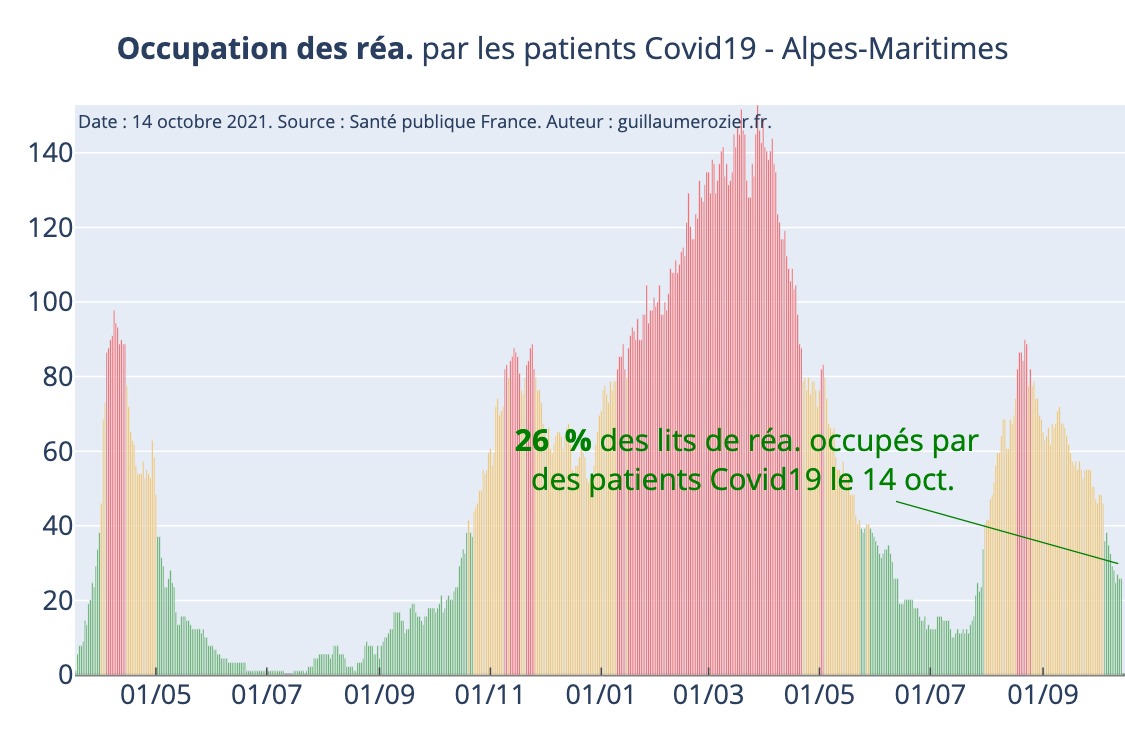 Occupation des réa. par les patients Covid19 - Alpes-Maritimes
Date : 14 octobre 2021. Source : Santé publique France. Auteur : guillaumerozier.fr.
140
120
100
80
60
40
20
0
26 % des lits de réa. occupés par
des patients Covid19 le 14 oct.
01/05 01/07 01/09 01/11 01/01 01/03 01/05 01/07 01/09